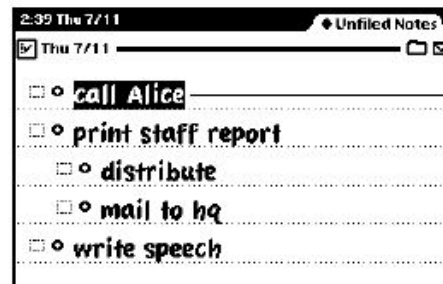 2:39 Thu 7/11 ◆ Unfiled Notes
Thu 7/11
call Alice
print staff report
distribute
mail to hq
write speech